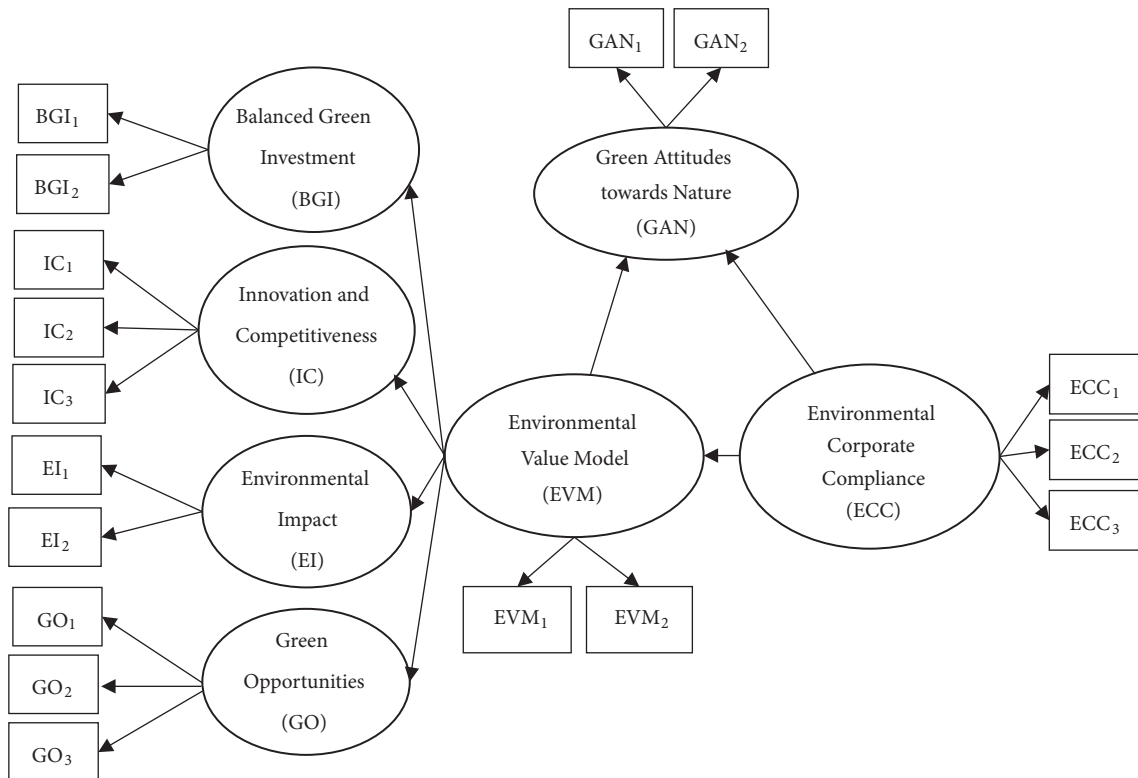 GAN₁
GAN₂
BGI₁
BGI₂
Balanced Green
Investment
(BGI)
Green Attitudes
towards Nature
(GAN)
IC₁
IC₂
IC₃
Innovation and
Competitiveness
(IC)
Environmental
Value Model
(EVM)
Environmental
Corporate
Compliance
(ECC)
ECC₁
ECC₂
ECC₃
EI₁
EI₂
Environmental
Impact
(EI)
EVM₁
EVM₂
GO₁
GO₂
GO₃
Green
Opportunities
(GO)